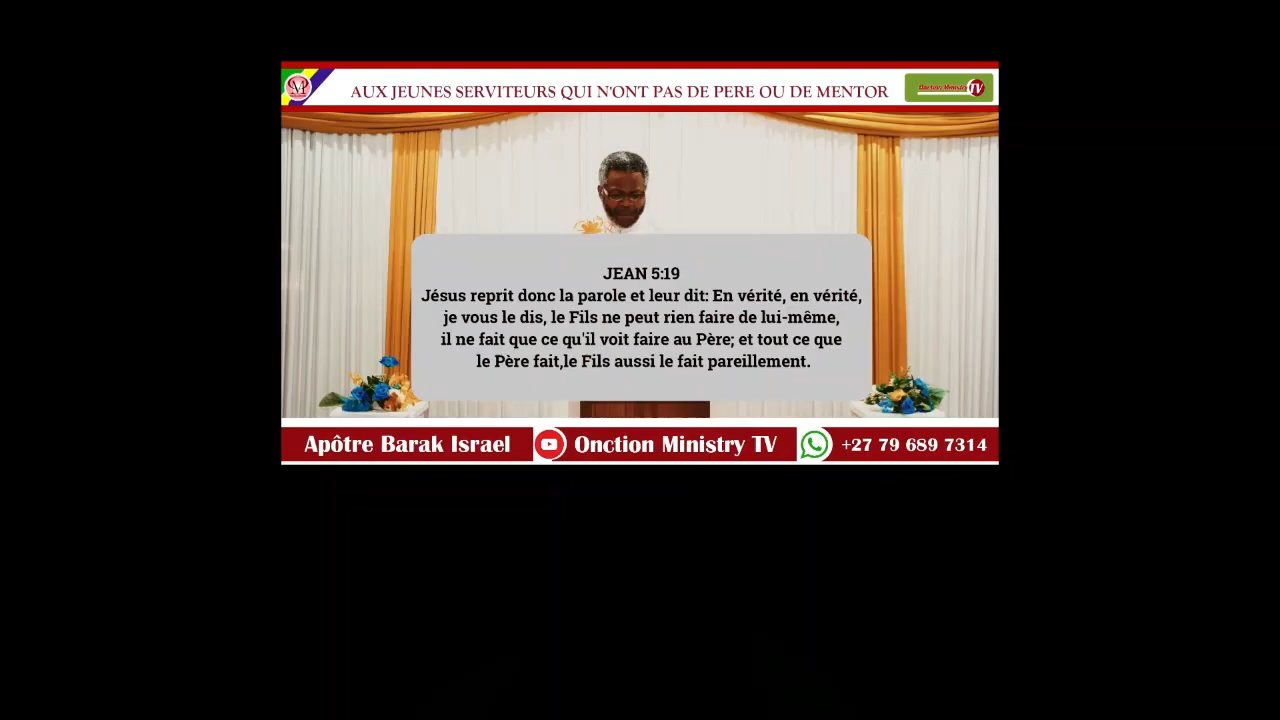 AUX JEUNES SERVITEURS QUI N'ONT PAS DE PERE OU DE MENTOR
Onction Ministry TV
JEAN 5:19
Jésus reprit donc la parole et leur dit: En vérité, en vérité,
je vous le dis, le Fils ne peut rien faire de lui-même,
il ne fait que ce qu'il voit faire au Père; et tout ce que
le Père fait,le Fils aussi le fait pareillement.
Apôtre Barak Israel
Onction Ministry TV
+27 79 689 7314